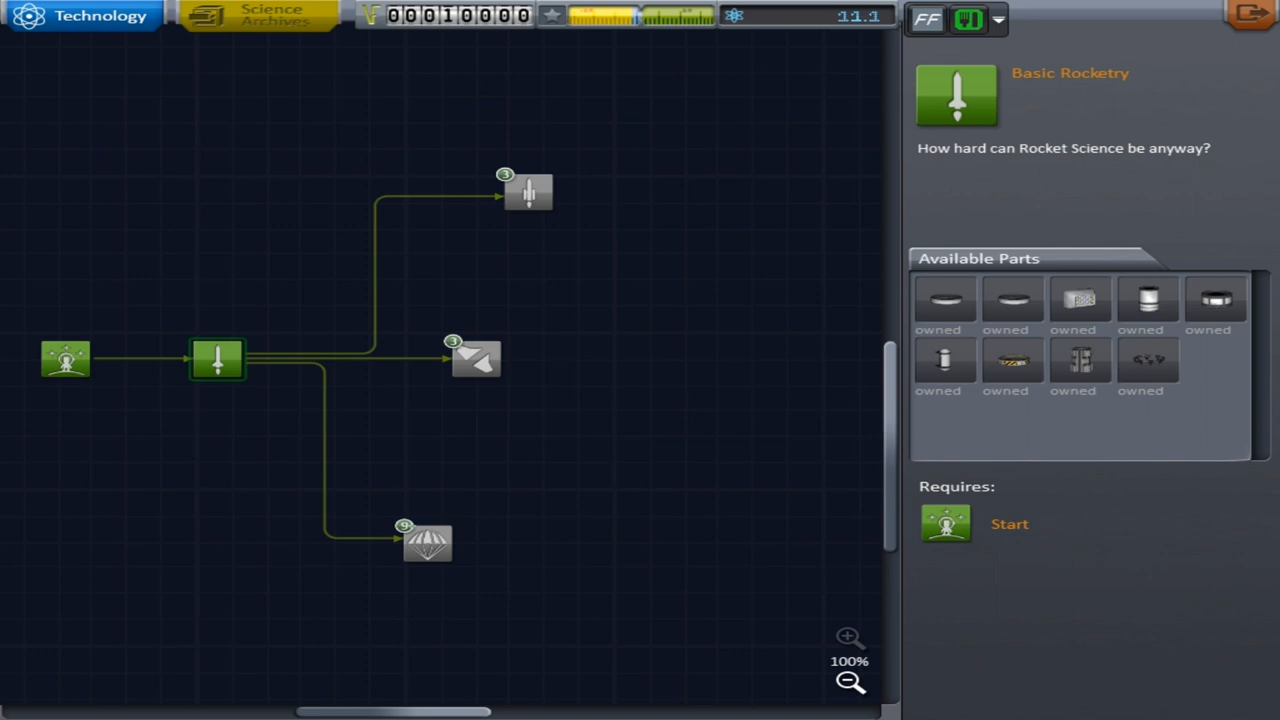 Technology
Science
Archives
00010000
11.1
FF
Basic Rocketry
How hard can Rocket Science be anyway?
3
3
9
Available Parts
owned owned owned owned owned
owned owned owned owned
Requires:
Start
100%